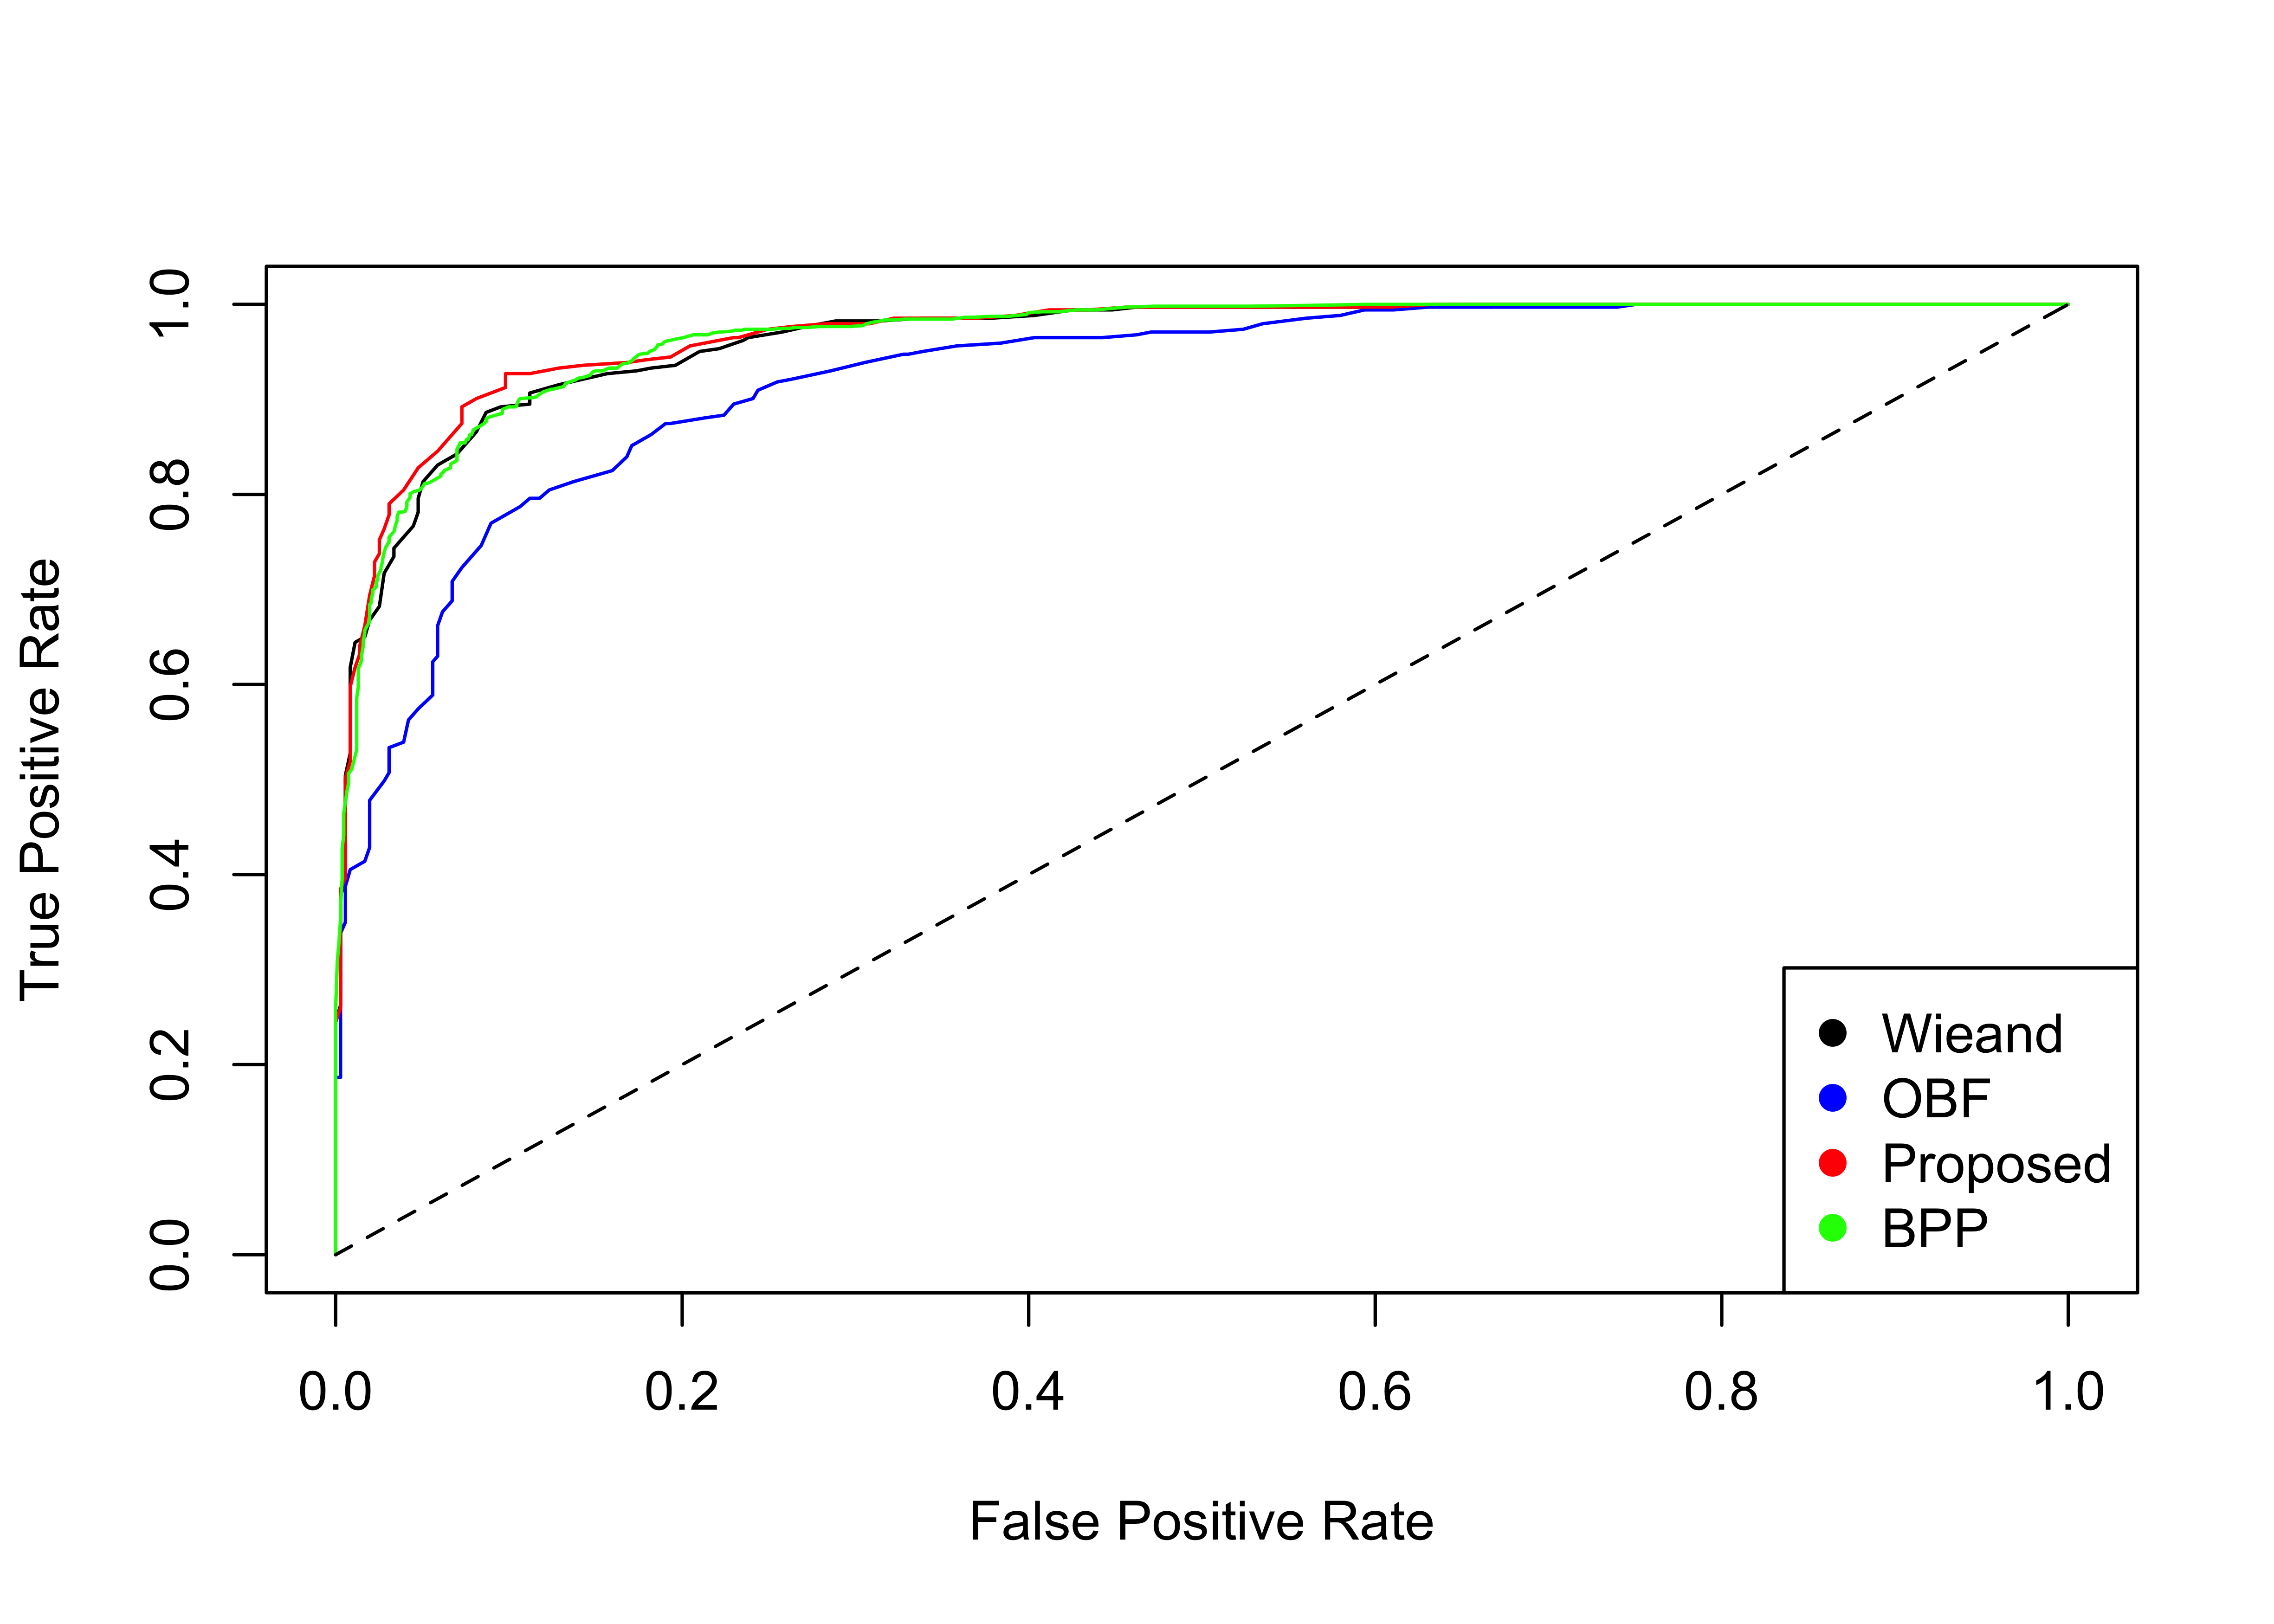 True Positive Rate
1.0
0.8
0.6
0.4
0.2
0.0
Wieand
OBF
Proposed
BPP
0.0 0.2 0.4 0.6 0.8 1.0
False Positive Rate